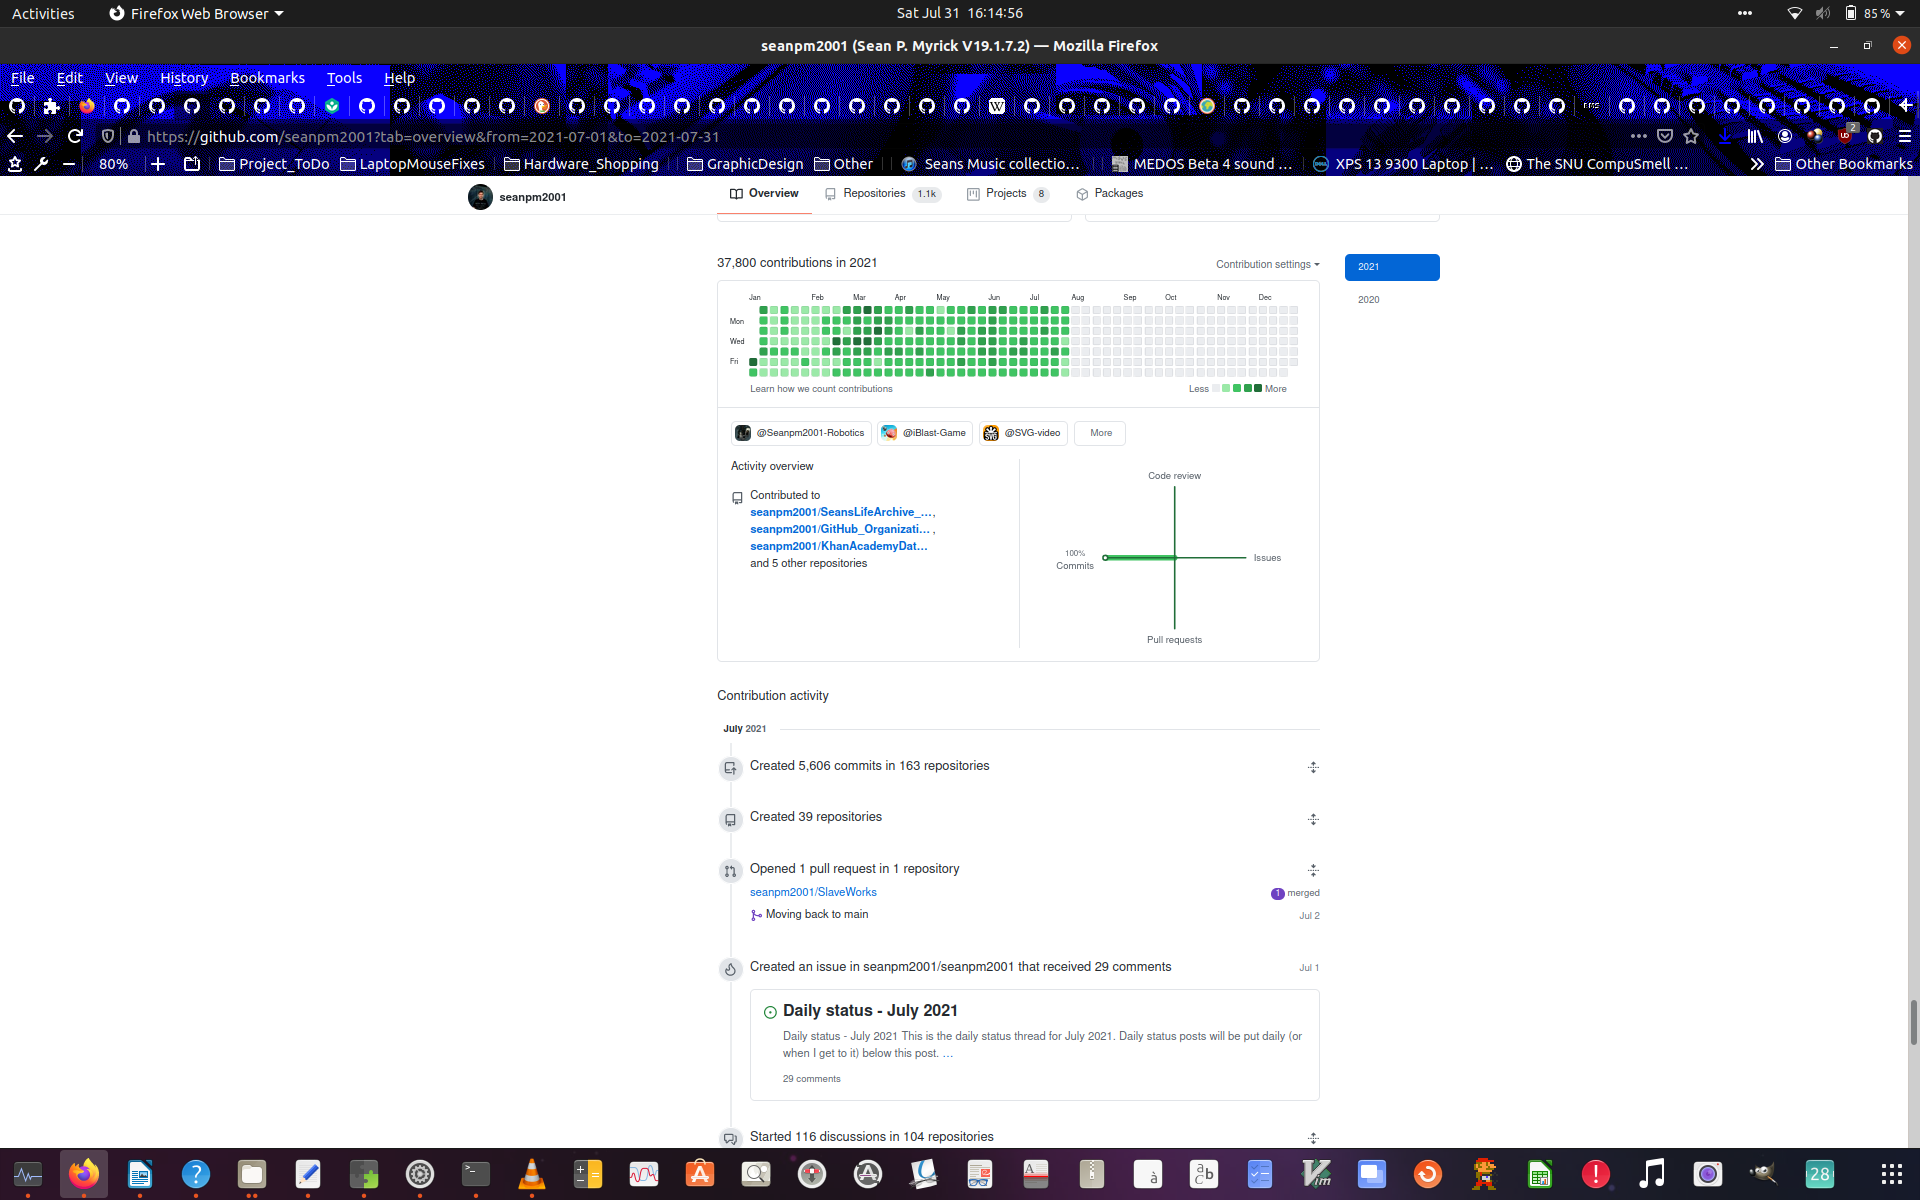 Activities
Firefox Web Browser
Sat Jul 31 16:14:56
85 %
seanpm2001 (Sean P. Myrick V19.1.7.2) — Mozilla Firefox
File Edit View History Bookmarks Tools Help
https://github.com/seanpm2001?tab=overview&from=2021-07-01&to=2021-07-31
2
80%
Project_ToDo
LaptopMouseFixes
Hardware_Shopping
GraphicDesign
Other
Seans Music collectio…
MEDOS Beta 4 sound …
XPS 13 9300 Laptop | …
The SNU CompuSmell …
Other Bookmarks
seanpm2001
Overview
Repositories 1.1k
Projects 8
Packages
37,800 contributions in 2021
Contribution settings
2021
2020
Jan Feb Mar Apr May Jun Jul Aug Sep Oct Nov Dec
Mon
Wed
Fri
Learn how we count contributions
Less
More
@Seanpm2001-Robotics
@iBlast-Game
@SVG-video
More
Activity overview
Contributed to
seanpm2001/SeansLifeArchive_…,
seanpm2001/GitHub_Organizati… ,
seanpm2001/KhanAcademyDat…
and 5 other repositories
Code review
100%
Commits
Issues
Pull requests
Contribution activity
July 2021
Created 5,606 commits in 163 repositories
Created 39 repositories
Opened 1 pull request in 1 repository
seanpm2001/SlaveWorks
1 merged
Moving back to main
Jul 2
Created an issue in seanpm2001/seanpm2001 that received 29 comments
Jul 1
Daily status - July 2021
Daily status - July 2021 This is the daily status thread for July 2021. Daily status posts will be put daily (or
when I get to it) below this post. …
29 comments
Started 116 discussions in 104 repositories
28